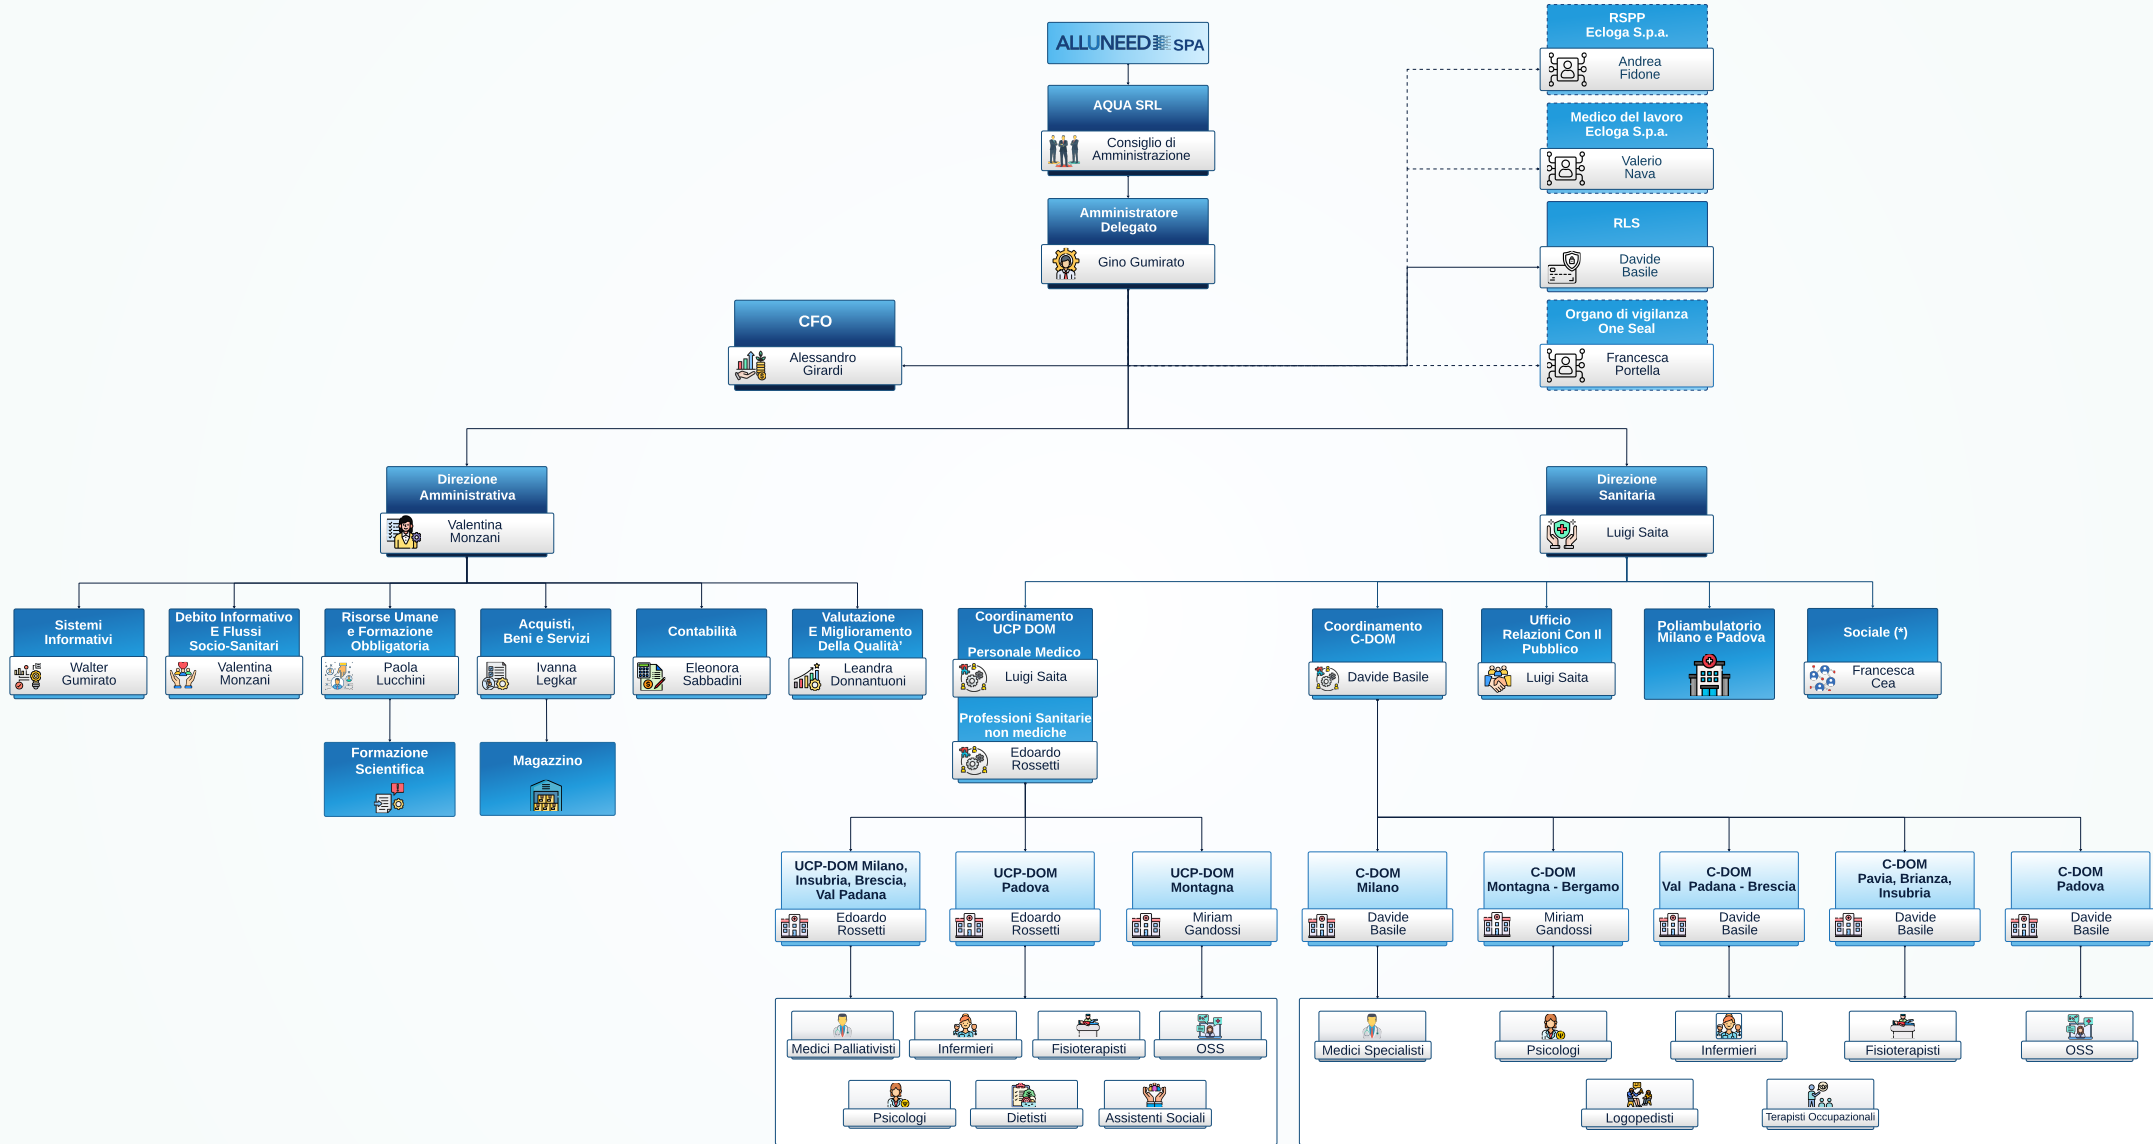 ALLUNEED SPA
AQUA SRL
Consiglio di
Amministrazione
Amministratore
Delegato
Gino Gumirato
RSPP
Ecloga S.p.a.
Andrea
Fidone
Medico del lavoro
Ecloga S.p.a.
Valerio
Nava
RLS
Davide
Basile
Organo di vigilanza
One Seal
Francesca
Portella
CFO
Alessandro
Girardi
Direzione
Amministrativa
Valentina
Monzani
Direzione
Sanitaria
Luigi Saita
Sistemi
Informativi
Walter
Gumirato
Debito Informativo
E Flussi
Socio-Sanitari
Valentina
Monzani
Risorse Umane
e Formazione
Obbligatoria
Paola
Lucchini
Acquisti,
Beni e Servizi
Ivanna
Legkar
Contabilità
Eleonora
Sabbadini
Valutazione
E Miglioramento
Della Qualita'
Leandra
Donnantuoni
Coordinamento
UCP DOM
Personale Medico
Luigi Saita
Professioni Sanitarie
non mediche
Edoardo
Rossetti
Coordinamento
C-DOM
Davide Basile
Ufficio
Relazioni Con Il
Pubblico
Luigi Saita
Poliambulatorio
Milano e Padova
Sociale (*)
Francesca
Cea
Formazione
Scientifica
Magazzino
UCP-DOM Milano,
Insubria, Brescia,
Val Padana
Edoardo
Rossetti
UCP-DOM
Padova
Edoardo
Rossetti
UCP-DOM
Montagna
Miriam
Gandossi
C-DOM
Milano
Davide
Basile
C-DOM
Montagna - Bergamo
Miriam
Gandossi
C-DOM
Val Padana - Brescia
Davide
Basile
C-DOM
Pavia, Brianza,
Insubria
Davide
Basile
C-DOM
Padova
Davide
Basile
Medici Palliativisti
Infermieri
Fisioterapisti
OSS
Psicologi
Dietisti
Assistenti Sociali
Medici Specialisti
Psicologi
Infermieri
Fisioterapisti
OSS
Logopedisti
Terapisti Occupazionali